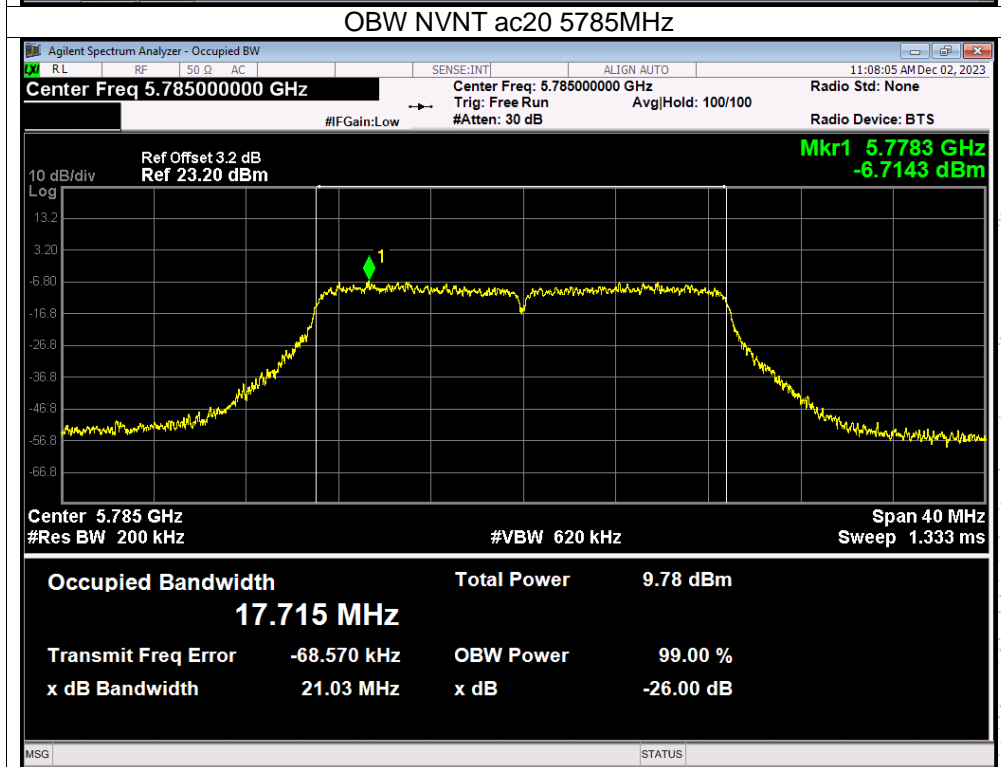 OBW NVNT ac20 5785MHz
Agilent Spectrum Analyzer - Occupied BW
LXI RL RF 50 Ω AC SENSE:INT ALIGN AUTO 11:08:05 AM Dec 02, 2023
Center Freq 5.785000000 GHz Center Freq: 5.785000000 GHz Radio Std: None
Trig: Free Run Avg|Hold: 100/100
#IFGain:Low #Atten: 30 dB Radio Device: BTS
Mkr1 5.7783 GHz
-6.7143 dBm
Ref Offset 3.2 dB
10 dB/div Ref 23.20 dBm
Log
13.2
3.20
1
-6.80
-16.8
-26.8
-36.8
-46.8
-56.8
-66.8
Center 5.785 GHz Span 40 MHz
#Res BW 200 kHz #VBW 620 kHz Sweep 1.333 ms
Occupied Bandwidth Total Power 9.78 dBm
17.715 MHz
Transmit Freq Error -68.570 kHz OBW Power 99.00 %
x dB Bandwidth 21.03 MHz x dB -26.00 dB
MSG STATUS